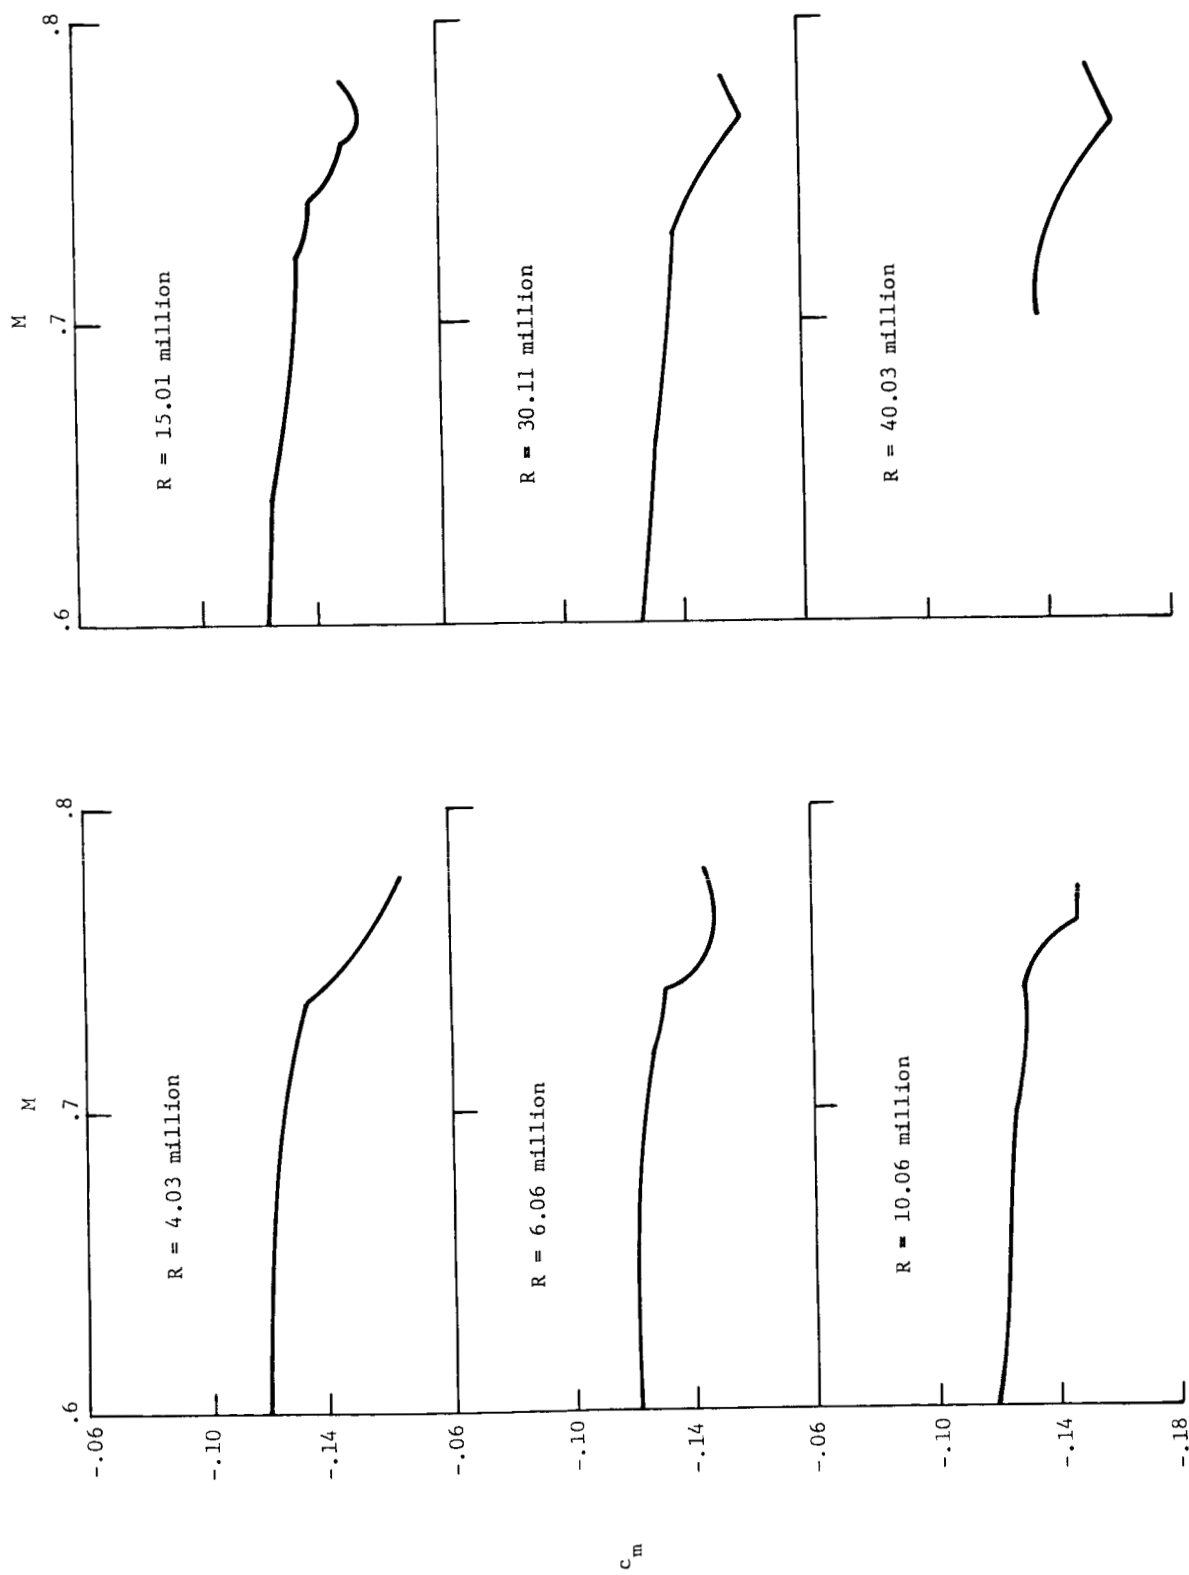 M
.6
.7
.8
M
.6
.7
.8
-.06
-.10
-.14
R = 4.03 million
R = 15.01 million
-.06
-.10
-.14
R = 6.06 million
R = 30.11 million
-.06
-.10
-.14
-.18
R = 10.06 million
R = 40.03 million
c m